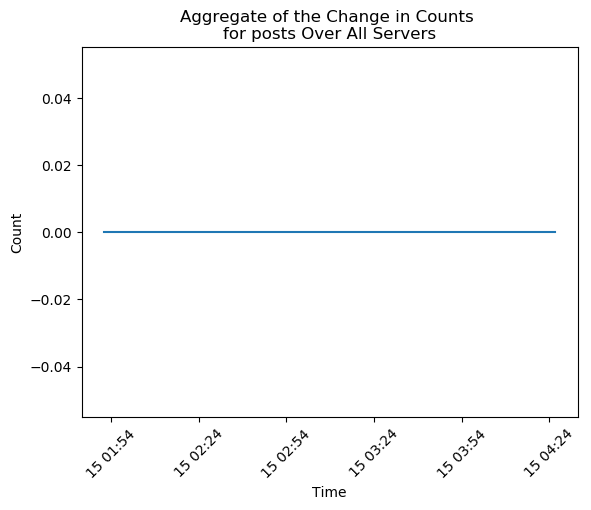 Aggregate of the Change in Counts
for posts Over All Servers
Count
0.04
0.02
0.00
−0.02
−0.04
15 01:54
15 02:24
15 02:54
15 03:24
15 03:54
15 04:24
Time